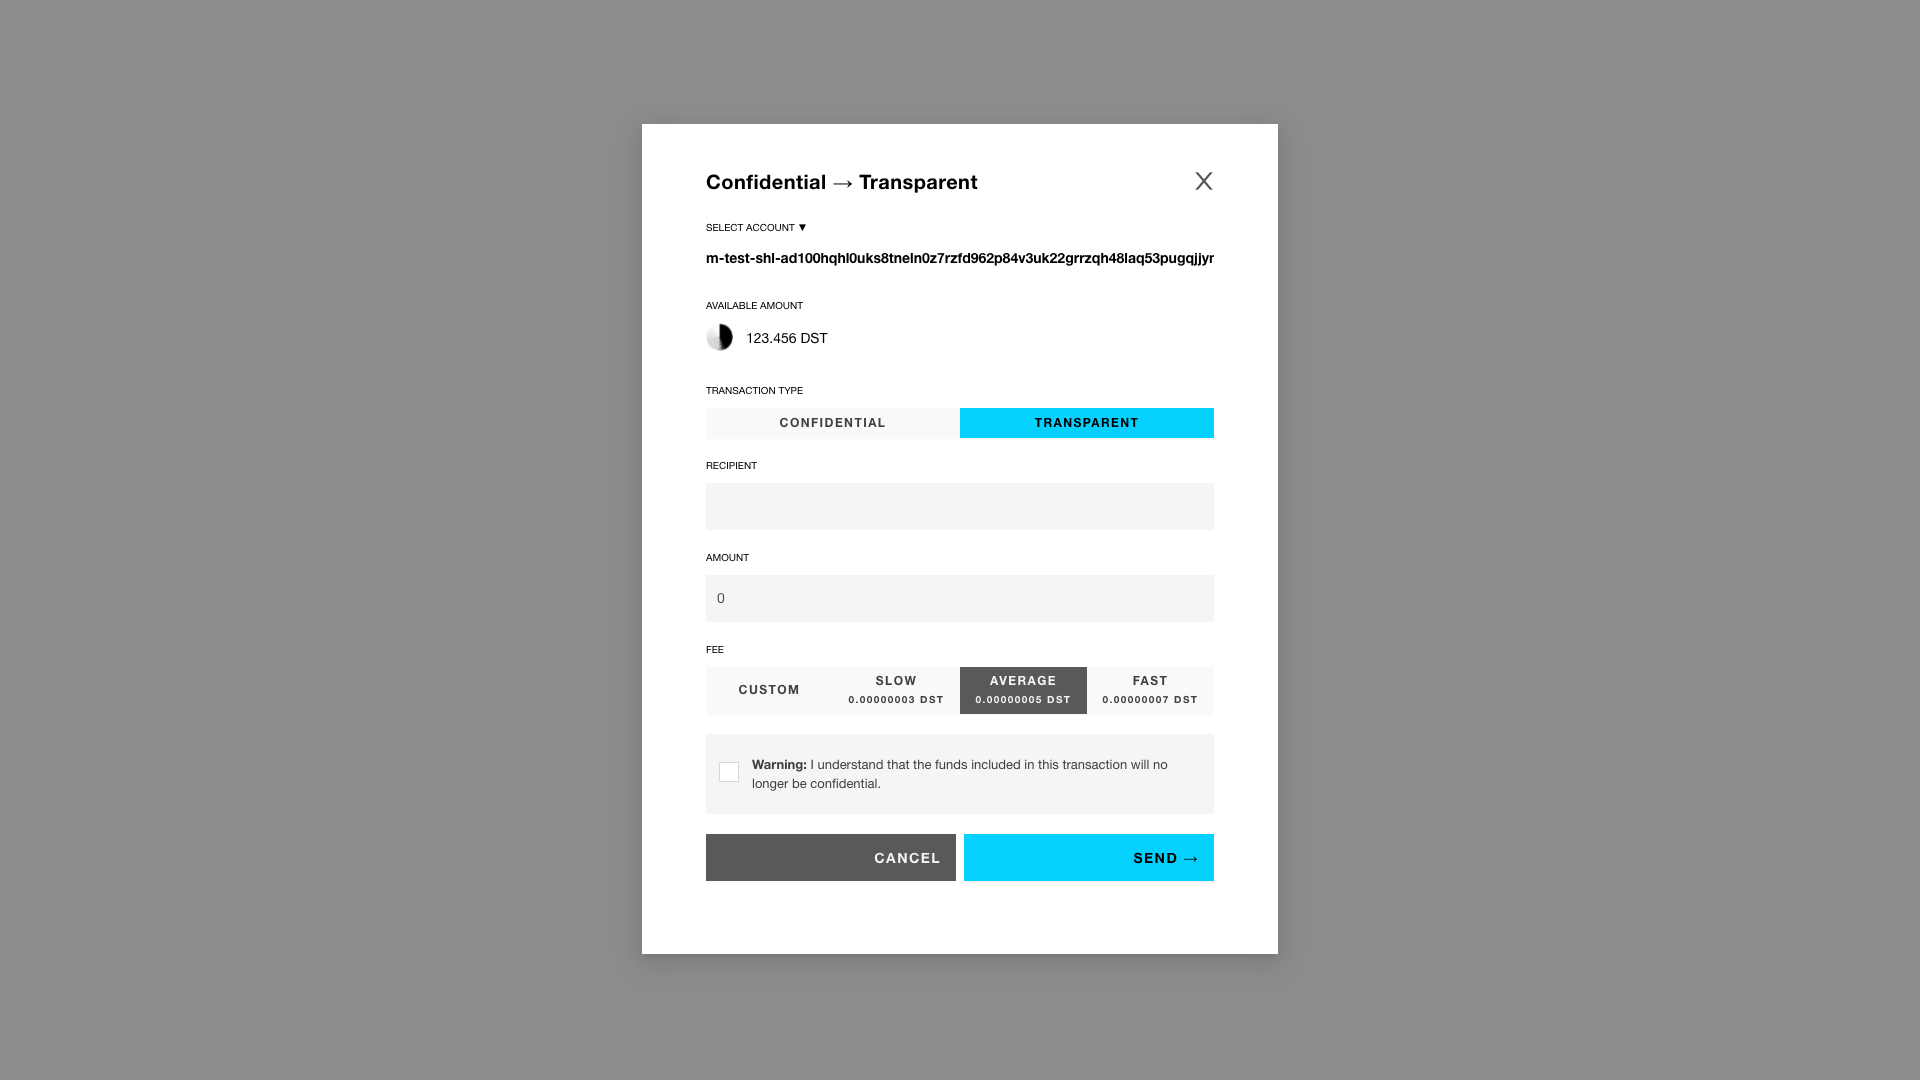 Confidential → Transparent
X
SELECT ACCOUNT ▼
m-test-shl-ad100hqhl0uks8tneln0z7rzfd962p84v3uk22grrzqh48laq53pugqjjyr
AVAILABLE AMOUNT
123.456 DST
TRANSACTION TYPE
CONFIDENTIAL TRANSPARENT
RECIPIENT
AMOUNT
0
FEE
CUSTOM
SLOW
0.00000003 DST
AVERAGE
0.00000005 DST
FAST
0.00000007 DST
Warning: I understand that the funds included in this transaction will no
longer be confidential.
CANCEL SEND →